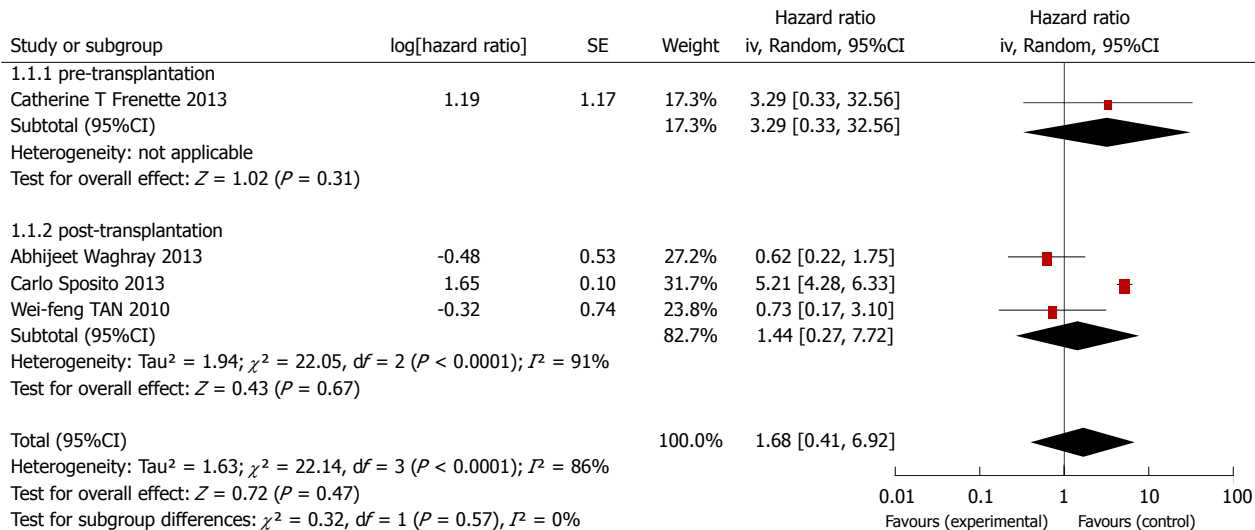 Hazard ratio Hazard ratio
Study or subgroup log[hazard ratio] SE Weight iv, Random, 95%CI iv, Random, 95%CI
1.1.1 pre-transplantation
Catherine T Frenette 2013 1.19 1.17 17.3% 3.29 [0.33, 32.56]
Subtotal (95%CI) 17.3% 3.29 [0.33, 32.56]
Heterogeneity: not applicable
Test for overall effect: Z = 1.02 (P = 0.31)
1.1.2 post-transplantation
Abhijeet Waghray 2013 -0.48 0.53 27.2% 0.62 [0.22, 1.75]
Carlo Sposito 2013 1.65 0.10 31.7% 5.21 [4.28, 6.33]
Wei-feng TAN 2010 -0.32 0.74 23.8% 0.73 [0.17, 3.10]
Subtotal (95%CI) 82.7% 1.44 [0.27, 7.72]
Heterogeneity: Tau² = 1.94; χ² = 22.05, df = 2 (P < 0.0001); I² = 91%
Test for overall effect: Z = 0.43 (P = 0.67)
Total (95%CI) 100.0% 1.68 [0.41, 6.92]
Heterogeneity: Tau² = 1.63; χ² = 22.14, df = 3 (P < 0.0001); I² = 86%
Test for overall effect: Z = 0.72 (P = 0.47)
0.01 0.1 1 10 100
Test for subgroup differences: χ² = 0.32, df = 1 (P = 0.57), I² = 0%
Favours (experimental) Favours (control)